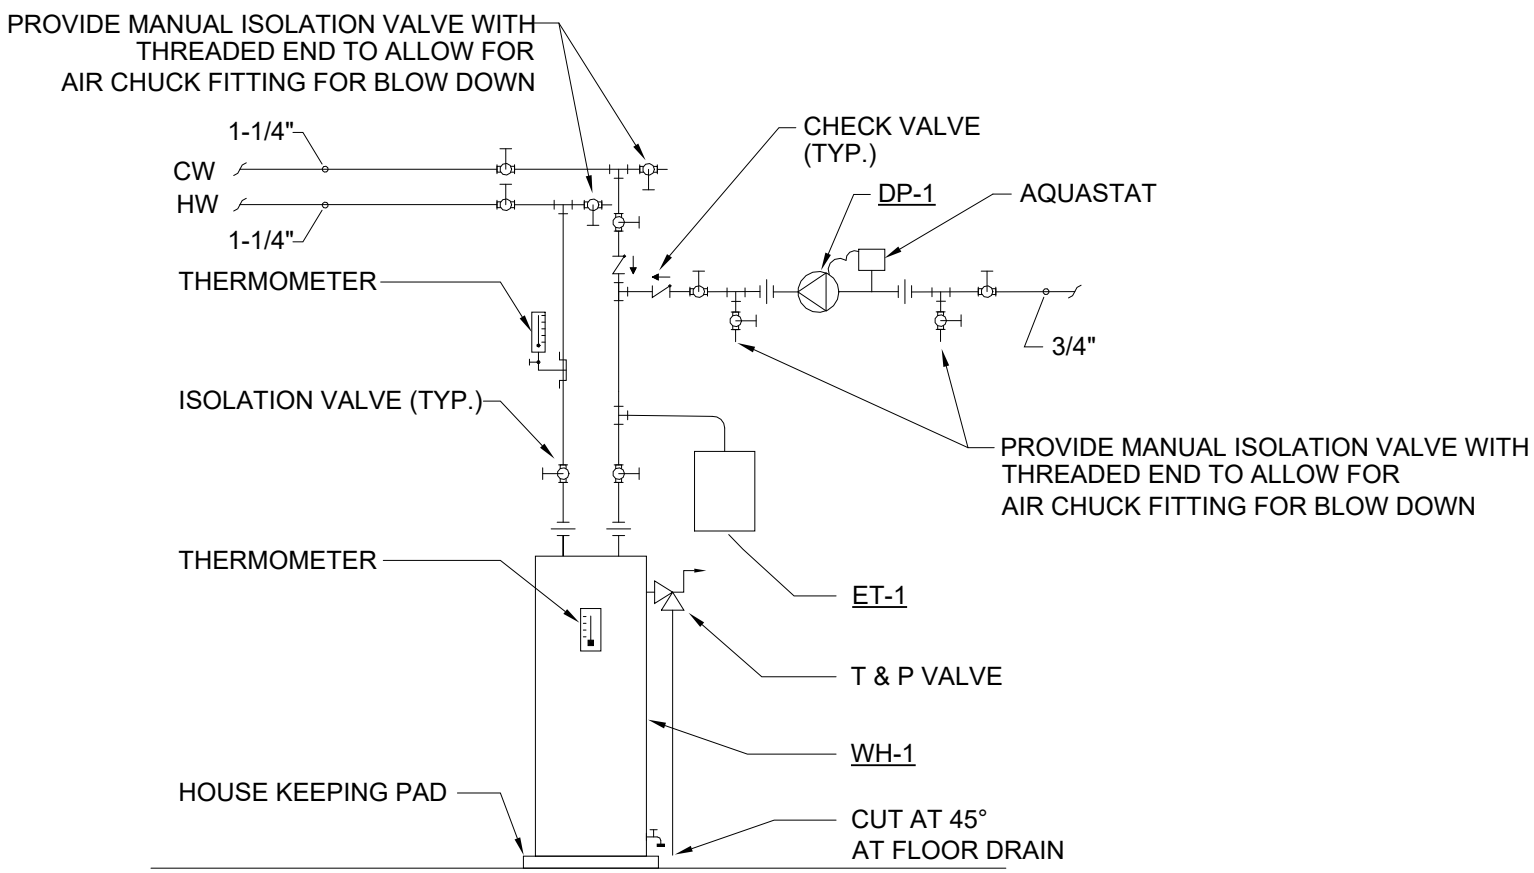 PROVIDE MANUAL ISOLATION VALVE WITH
THREADED END TO ALLOW FOR
AIR CHUCK FITTING FOR BLOW DOWN
1-1/4"
CW
HW
1-1/4"
CHECK VALVE
(TYP.)
DP-1
AQUASTAT
THERMOMETER
3/4"
ISOLATION VALVE (TYP.)
PROVIDE MANUAL ISOLATION VALVE WITH
THREADED END TO ALLOW FOR
AIR CHUCK FITTING FOR BLOW DOWN
THERMOMETER
ET-1
T & P VALVE
WH-1
HOUSE KEEPING PAD
CUT AT 45°
AT FLOOR DRAIN